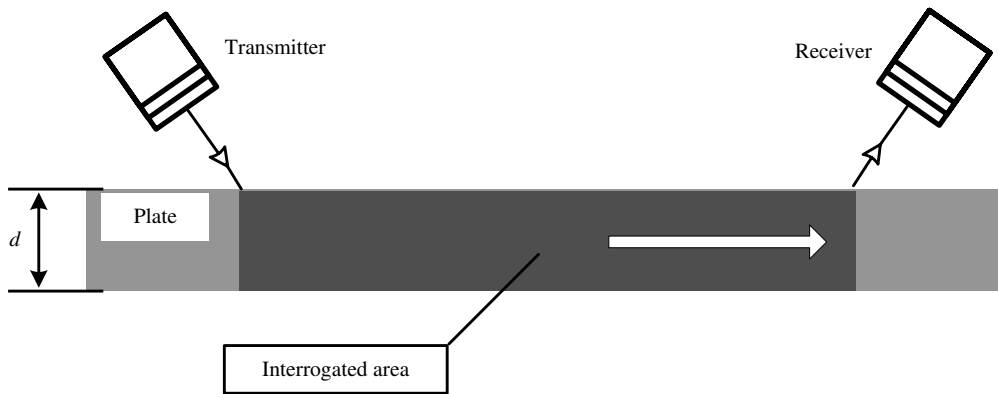 Transmitter
Receiver
Plate
d
Interrogated area